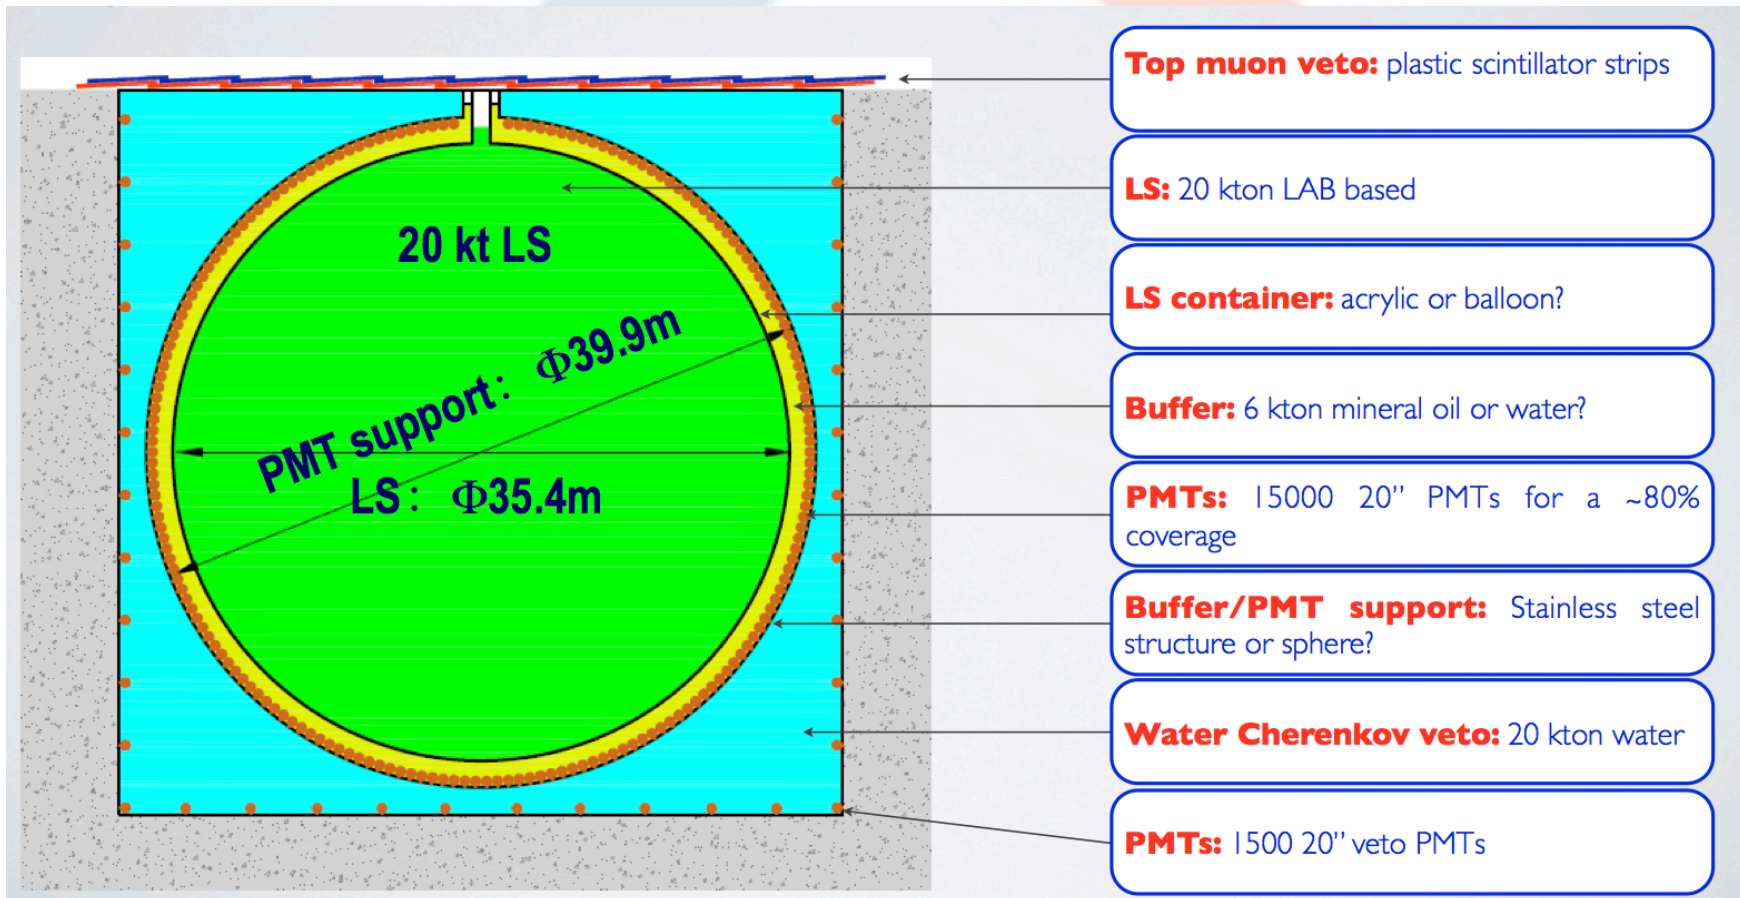 20 kt LS
PMT support: Φ39.9m
LS: Φ35.4m
Top muon veto: plastic scintillator strips
LS: 20 kton LAB based
LS container: acrylic or balloon?
Buffer: 6 kton mineral oil or water?
PMTs: 15000 20” PMTs for a ~80%
coverage
Buffer/PMT support: Stainless steel
structure or sphere?
Water Cherenkov veto: 20 kton water
PMTs: 1500 20” veto PMTs